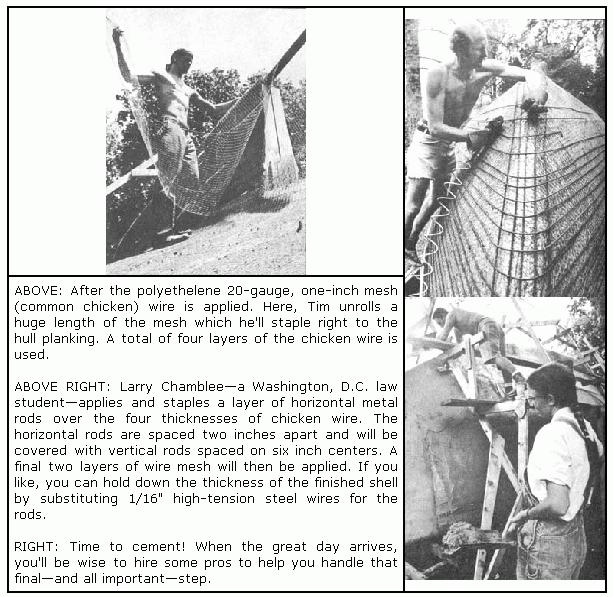 ABOVE: After the polyethelene 20-gauge, one-inch mesh
(common chicken) wire is applied. Here, Tim unrolls a
huge length of the mesh which he'll staple right to the
hull planking. A total of four layers of the chicken wire is
used.
ABOVE RIGHT: Larry Chamblee—a Washington, D.C. law
student—applies and staples a layer of horizontal metal
rods over the four thicknesses of chicken wire. The
horizontal rods are spaced two inches apart and will be
covered with vertical rods spaced on six inch centers. A
final two layers of wire mesh will then be applied. If you
like, you can hold down the thickness of the finished shell
by substituting 1/16" high-tension steel wires for the
rods.
RIGHT: Time to cement! When the great day arrives,
you'll be wise to hire some pros to help you handle that
final—and all important—step.